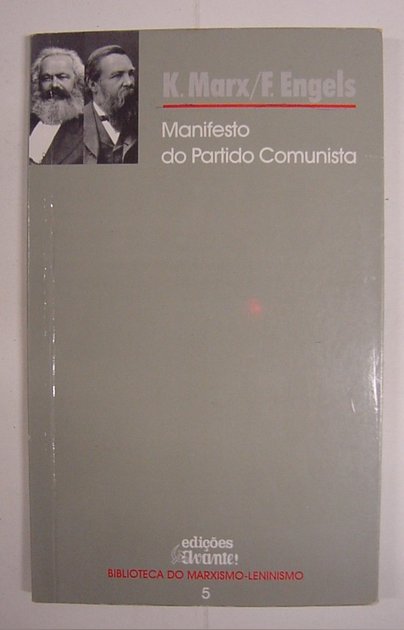 K. Marx/F. Engels
Manifesto
do Partido Comunista
edições
Avante!
BIBLIOTECA DO MARXISMO-LENINISMO
5